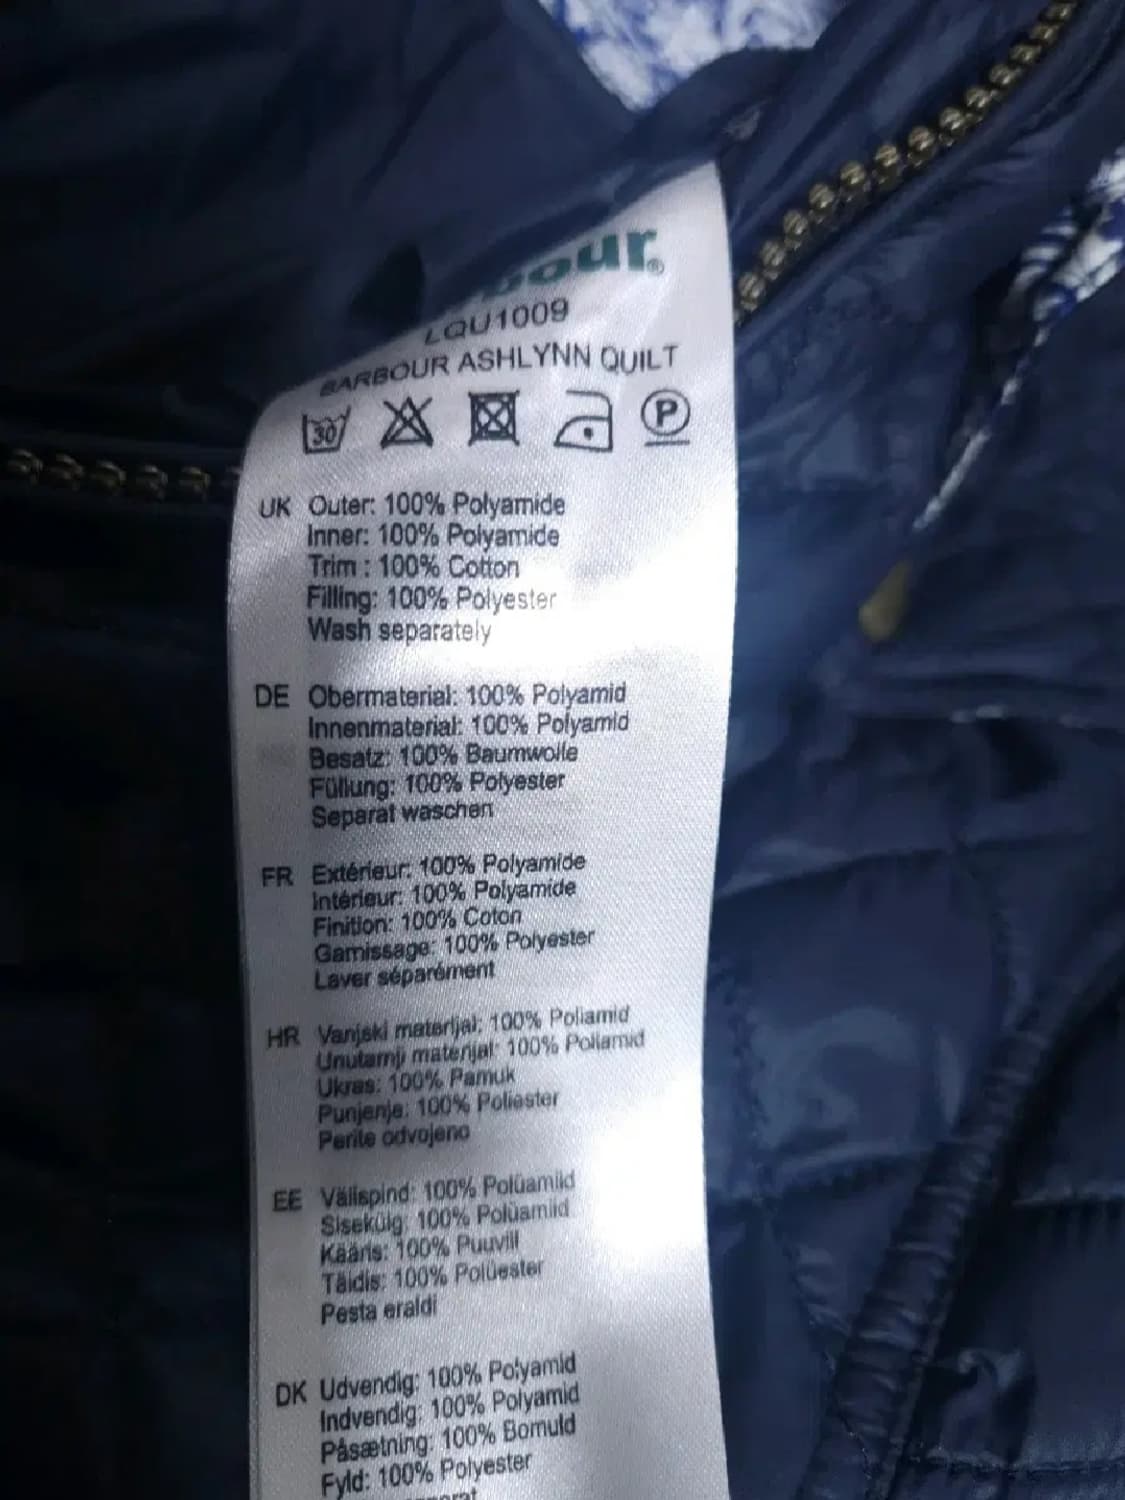 our®
LQU1009
BARBOUR ASHLYNN QUILT
30 P
UK Outer: 100% Polyamide
Inner: 100% Polyamide
Trim : 100% Cotton
Filling: 100% Polyester
Wash separately
DE Obermaterial: 100% Polyamid
Innenmaterial: 100% Polyamid
Besatz: 100% Baumwolle
Füllung: 100% Polyester
Separat waschen
FR Extérieur: 100% Polyamide
Intérieur: 100% Polyamide
Finition: 100% Coton
Garnissage: 100% Polyester
Laver séparément
HR Vanjski materijal: 100% Poliamid
Unutarnji materijal: 100% Poliamid
Ukras: 100% Pamuk
Punjenje: 100% Poliester
Perite odvojeno
EE Välispind: 100% Polüamiid
Sisekülg: 100% Polüamiid
Kääris: 100% Puuvill
Täidis: 100% Polüester
Pesta eraldi
DK Udvendig: 100% Polyamid
Indvendig: 100% Polyamid
Påsætning: 100% Bomuld
Fyld: 100% Polyester